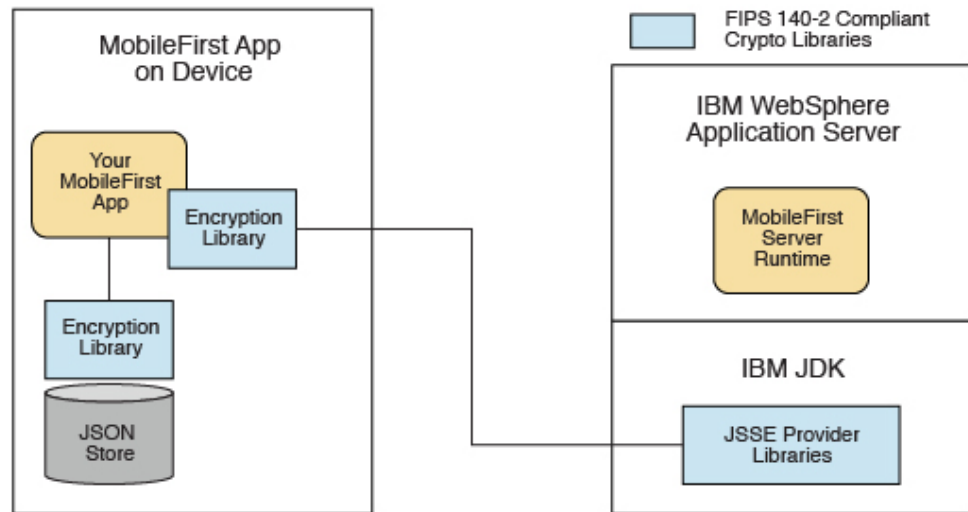 MobileFirst App
on Device
FIPS 140-2 Compliant
Crypto Libraries
IBM WebSphere
Application Server
Your
MobileFirst
App
Encryption
Library
MobileFirst
Server
Runtime
Encryption
Library
JSON
Store
IBM JDK
JSSE Provider
Libraries